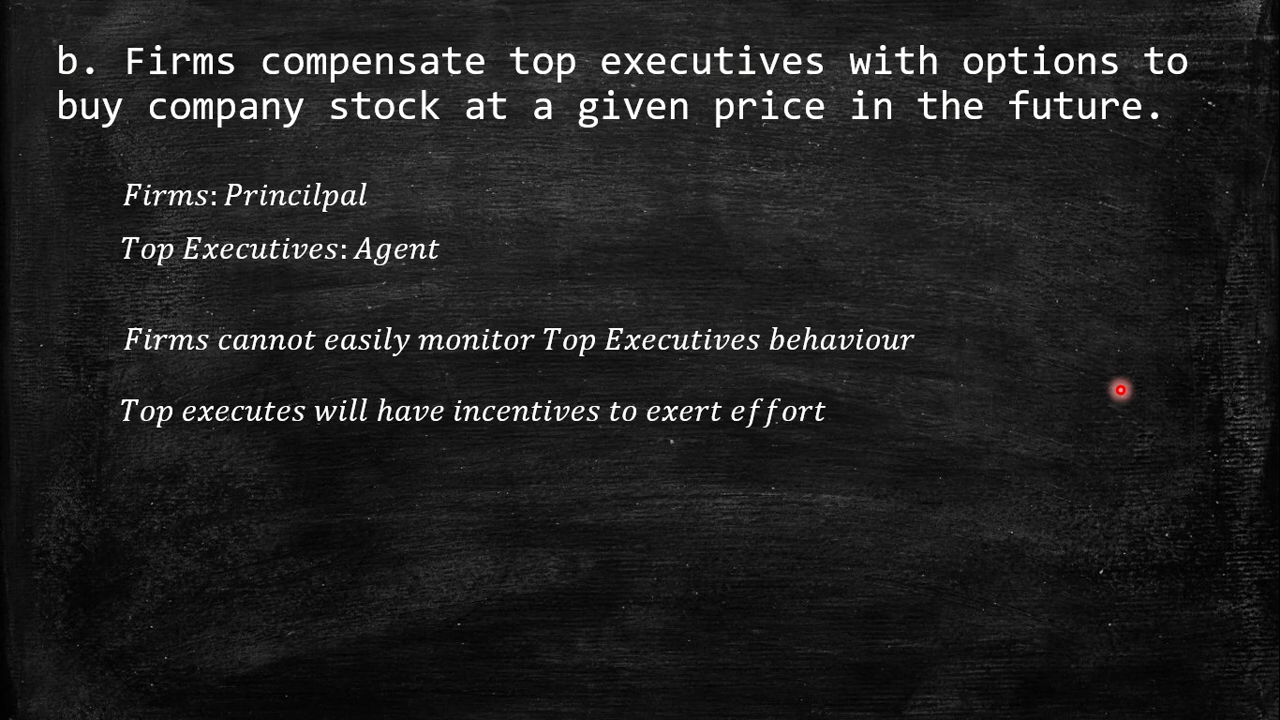 b. Firms compensate top executives with options to
buy company stock at a given price in the future.
Firms: Princilpal
Top Executives: Agent
Firms cannot easily monitor Top Executives behaviour
Top executes will have incentives to exert effort